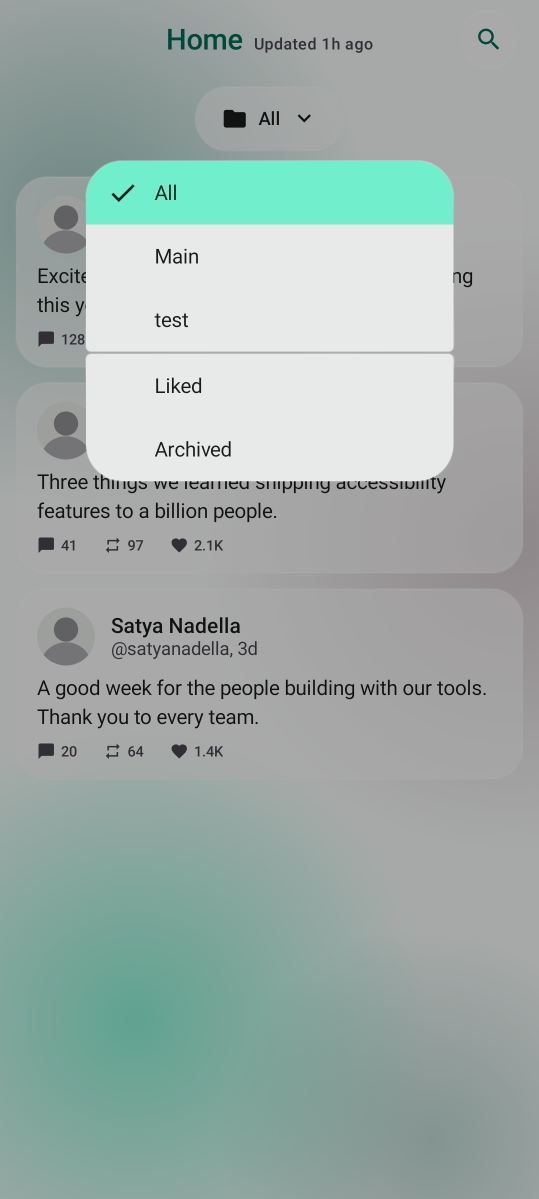 Home Updated 1h ago
All
All
Main
test
Liked
Archived
this
128
Three things we learned shipping accessibility
features to a billion people.
41 97 2.1K
Satya Nadella
@satyanadella, 3d
A good week for the people building with our tools.
Thank you to every team.
20 64 1.4K